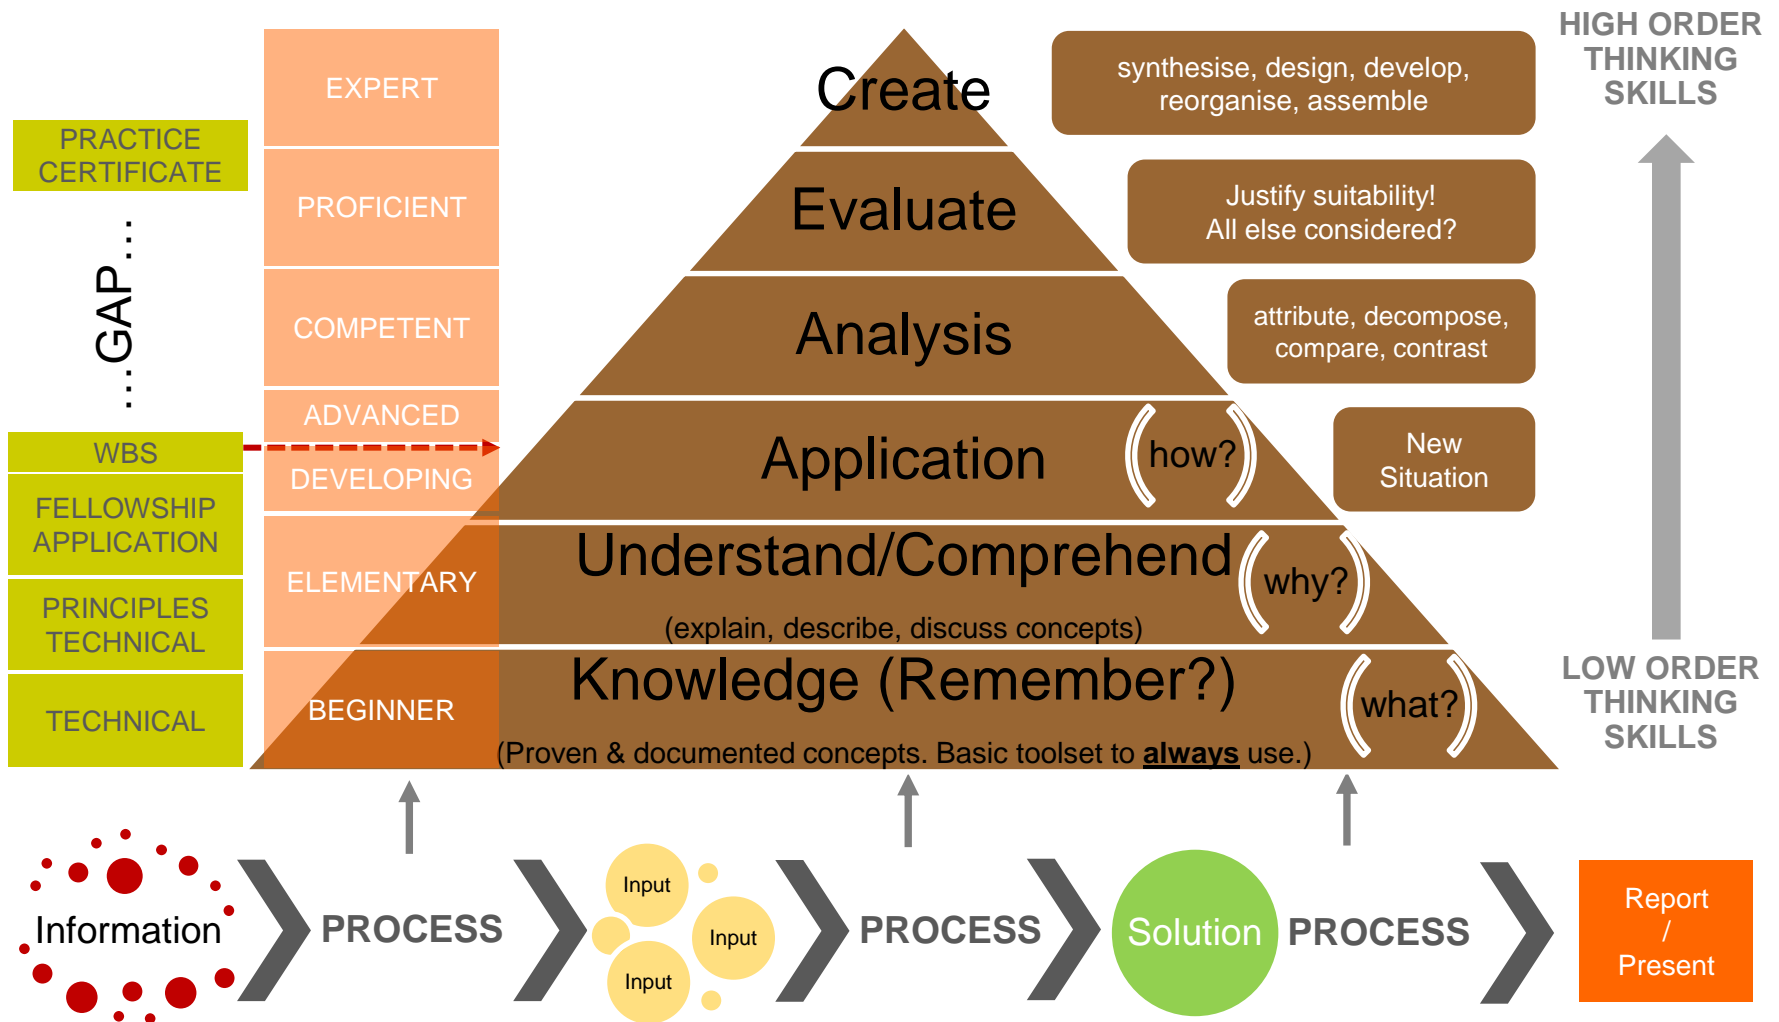 HIGH ORDER
THINKING
SKILLS
EXPERT
Create
synthesise, design, develop,
reorganise, assemble
PRACTICE
CERTIFICATE
PROFICIENT
Evaluate
Justify suitability!
All else considered?
...GAP...
COMPETENT
Analysis
attribute, decompose,
compare, contrast
ADVANCED
WBS
DEVELOPING
Application
how?
New
Situation
FELLOWSHIP
APPLICATION
ELEMENTARY
Understand/Comprehend
why?
(explain, describe, discuss concepts)
PRINCIPLES
TECHNICAL
LOW ORDER
THINKING
SKILLS
TECHNICAL
BEGINNER
Knowledge (Remember?)
what?
(Proven & documented concepts. Basic toolset to always use.)
Information
PROCESS
Input
Input
Input
PROCESS
Solution
PROCESS
Report
/
Present